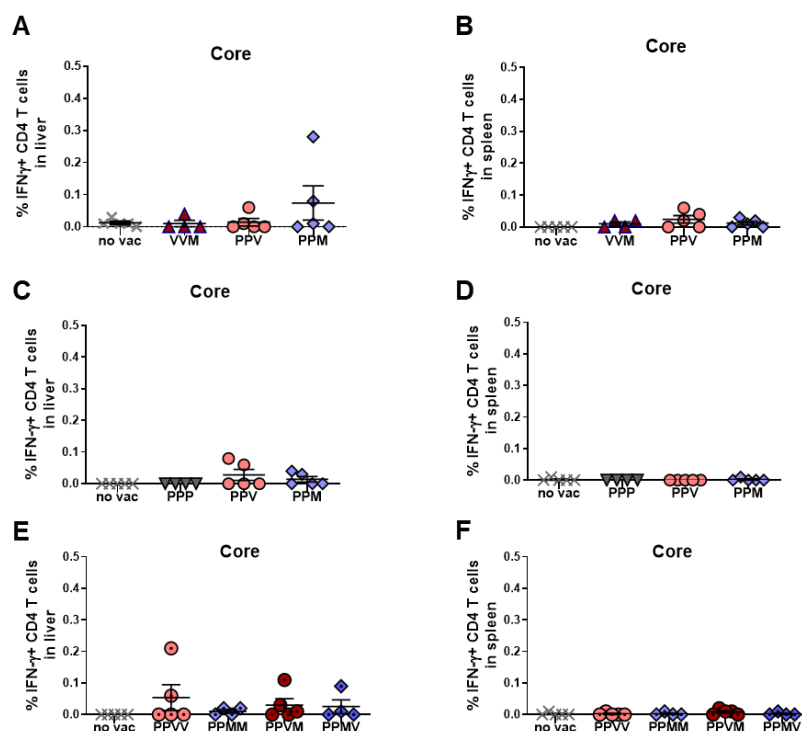 A
Core
% IFNγ+ CD4 T cells
in liver
0.5
0.4
0.3
0.2
0.1
0.0
no vac VVM PPV PPM
B
Core
% IFNγ+ CD4 T cells
in spleen
0.5
0.4
0.3
0.2
0.1
0.0
no vac VVM PPV PPM
C
Core
% IFN-γ+ CD4 T cells
in liver
0.5
0.4
0.3
0.2
0.1
0.0
no vac PPP PPV PPM
D
Core
% IFN-γ+ CD4 T cells
in spleen
0.5
0.4
0.3
0.2
0.1
0.0
no vac PPP PPV PPM
E
Core
% IFN-γ+ CD4 T cells
in liver
0.5
0.4
0.3
0.2
0.1
0.0
no vac PPVV PPMM PPVM PPMV
F
Core
% IFN-γ+ CD4 T cells
in spleen
0.5
0.4
0.3
0.2
0.1
0.0
no vac PPVV PPMM PPVM PPMV